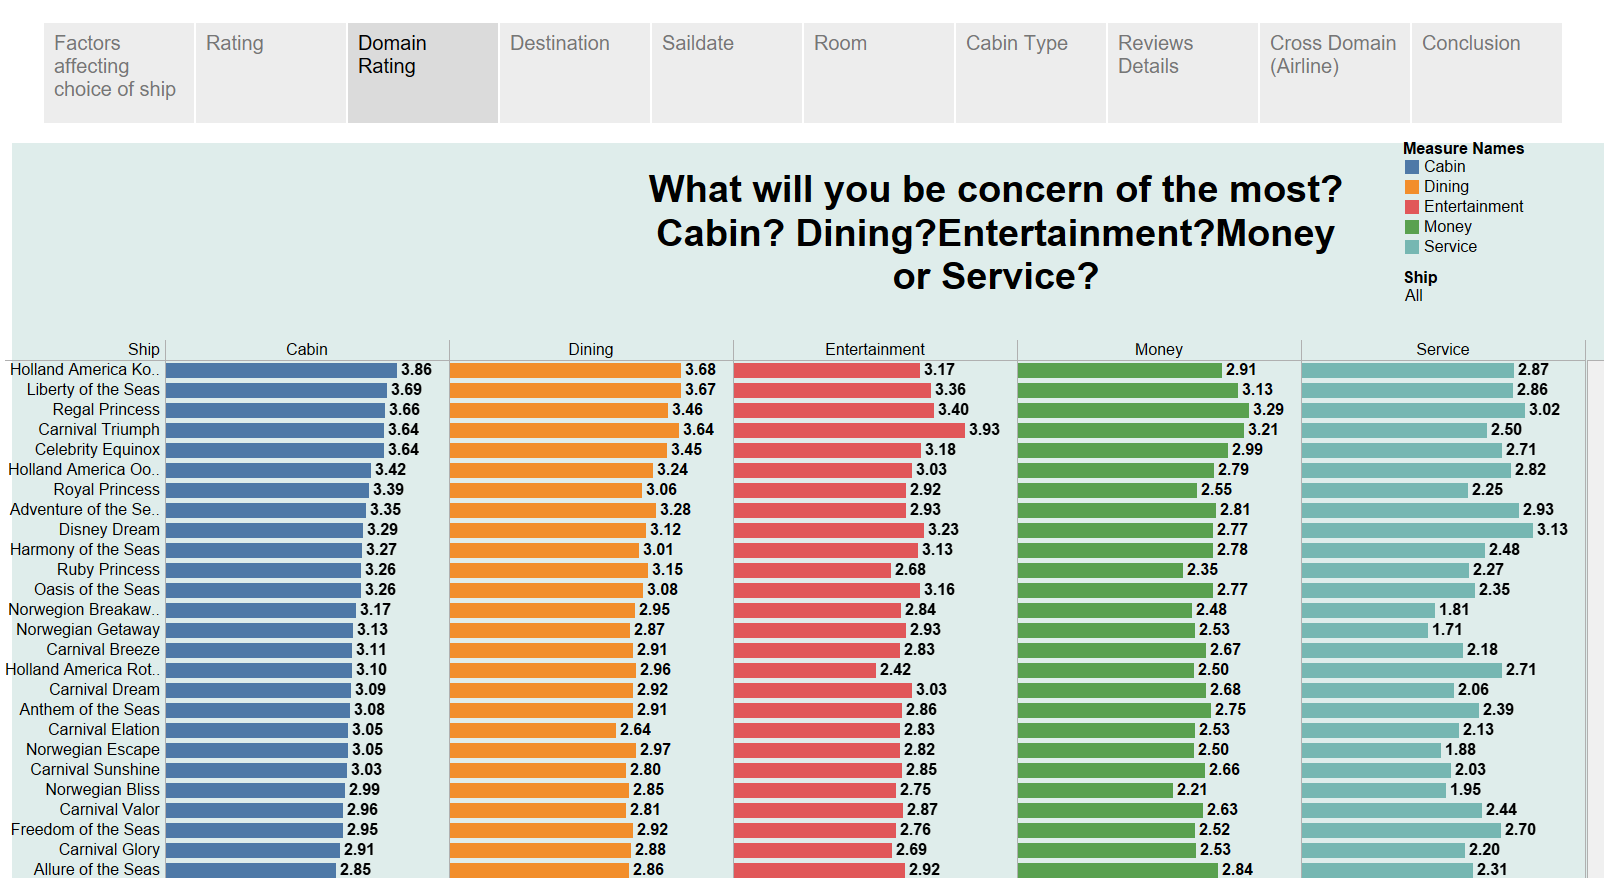 Factors affecting choice of ship
Rating
Domain Rating
Destination
Saildate
Room
Cabin Type
Reviews Details
Cross Domain (Airline)
Conclusion
What will you be concern of the most?
Cabin? Dining?Entertainment?Money
or Service?
Measure Names
Cabin
Dining
Entertainment
Money
Service
Ship
All
Ship Cabin Dining Entertainment Money Service
Holland America Ko.. 3.86 3.68 3.17 2.91 2.87
Liberty of the Seas 3.69 3.67 3.36 3.13 2.86
Regal Princess 3.66 3.46 3.40 3.29 3.02
Carnival Triumph 3.64 3.64 3.93 3.21 2.50
Celebrity Equinox 3.64 3.45 3.18 2.99 2.71
Holland America Oo.. 3.42 3.24 3.03 2.79 2.82
Royal Princess 3.39 3.06 2.92 2.55 2.25
Adventure of the Se.. 3.35 3.28 2.93 2.81 2.93
Disney Dream 3.29 3.12 3.23 2.77 3.13
Harmony of the Seas 3.27 3.01 3.13 2.78 2.48
Ruby Princess 3.26 3.15 2.68 2.35 2.27
Oasis of the Seas 3.26 3.08 3.16 2.77 2.35
Norwegion Breakaw.. 3.17 2.95 2.84 2.48 1.81
Norwegian Getaway 3.13 2.87 2.93 2.53 1.71
Carnival Breeze 3.11 2.91 2.83 2.67 2.18
Holland America Rot.. 3.10 2.96 2.42 2.50 2.71
Carnival Dream 3.09 2.92 3.03 2.68 2.06
Anthem of the Seas 3.08 2.91 2.86 2.75 2.39
Carnival Elation 3.05 2.64 2.83 2.53 2.13
Norwegian Escape 3.05 2.97 2.82 2.50 1.88
Carnival Sunshine 3.03 2.80 2.85 2.66 2.03
Norwegian Bliss 2.99 2.85 2.75 2.21 1.95
Carnival Valor 2.96 2.81 2.87 2.63 2.44
Freedom of the Seas 2.95 2.92 2.76 2.52 2.70
Carnival Glory 2.91 2.88 2.69 2.53 2.20
Allure of the Seas 2.85 2.86 2.92 2.84 2.31